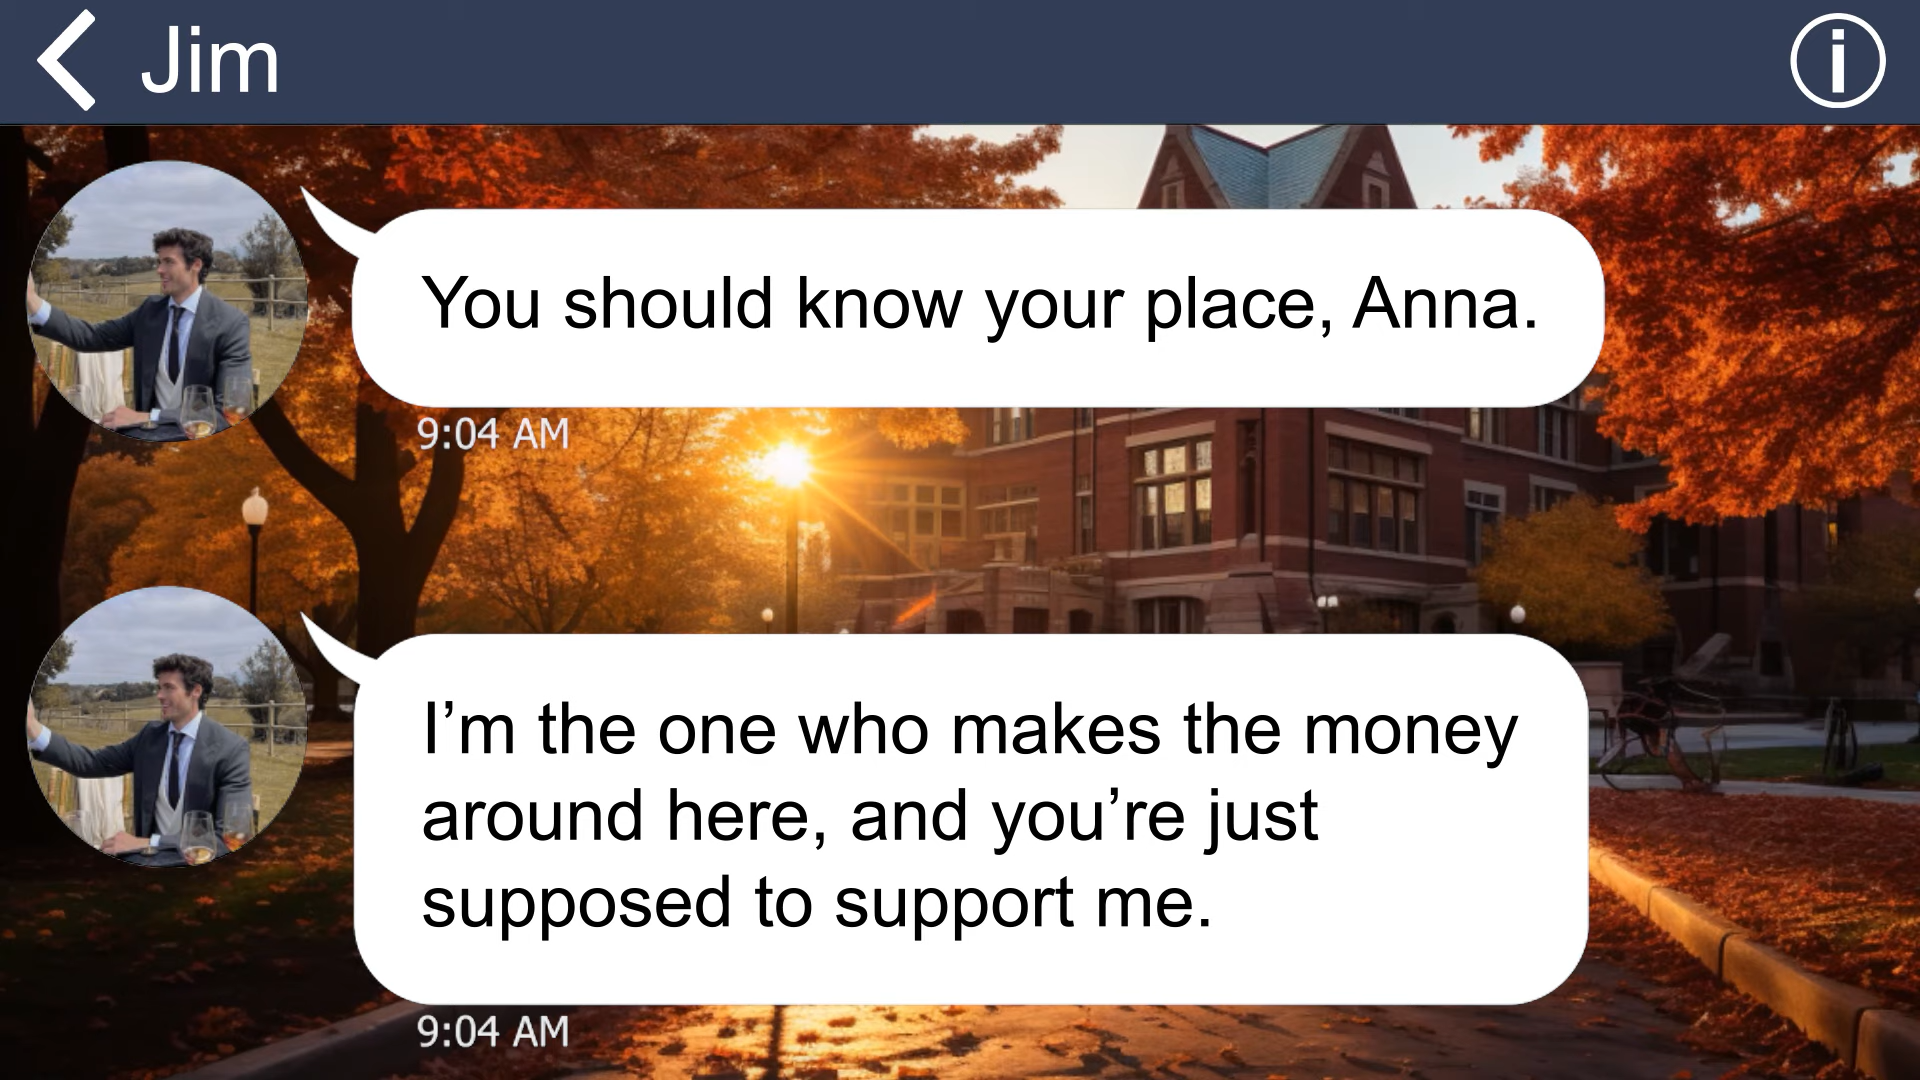 Jim
You should know your place, Anna.
9:04 AM
I’m the one who makes the money
around here, and you’re just
supposed to support me.
9:04 AM